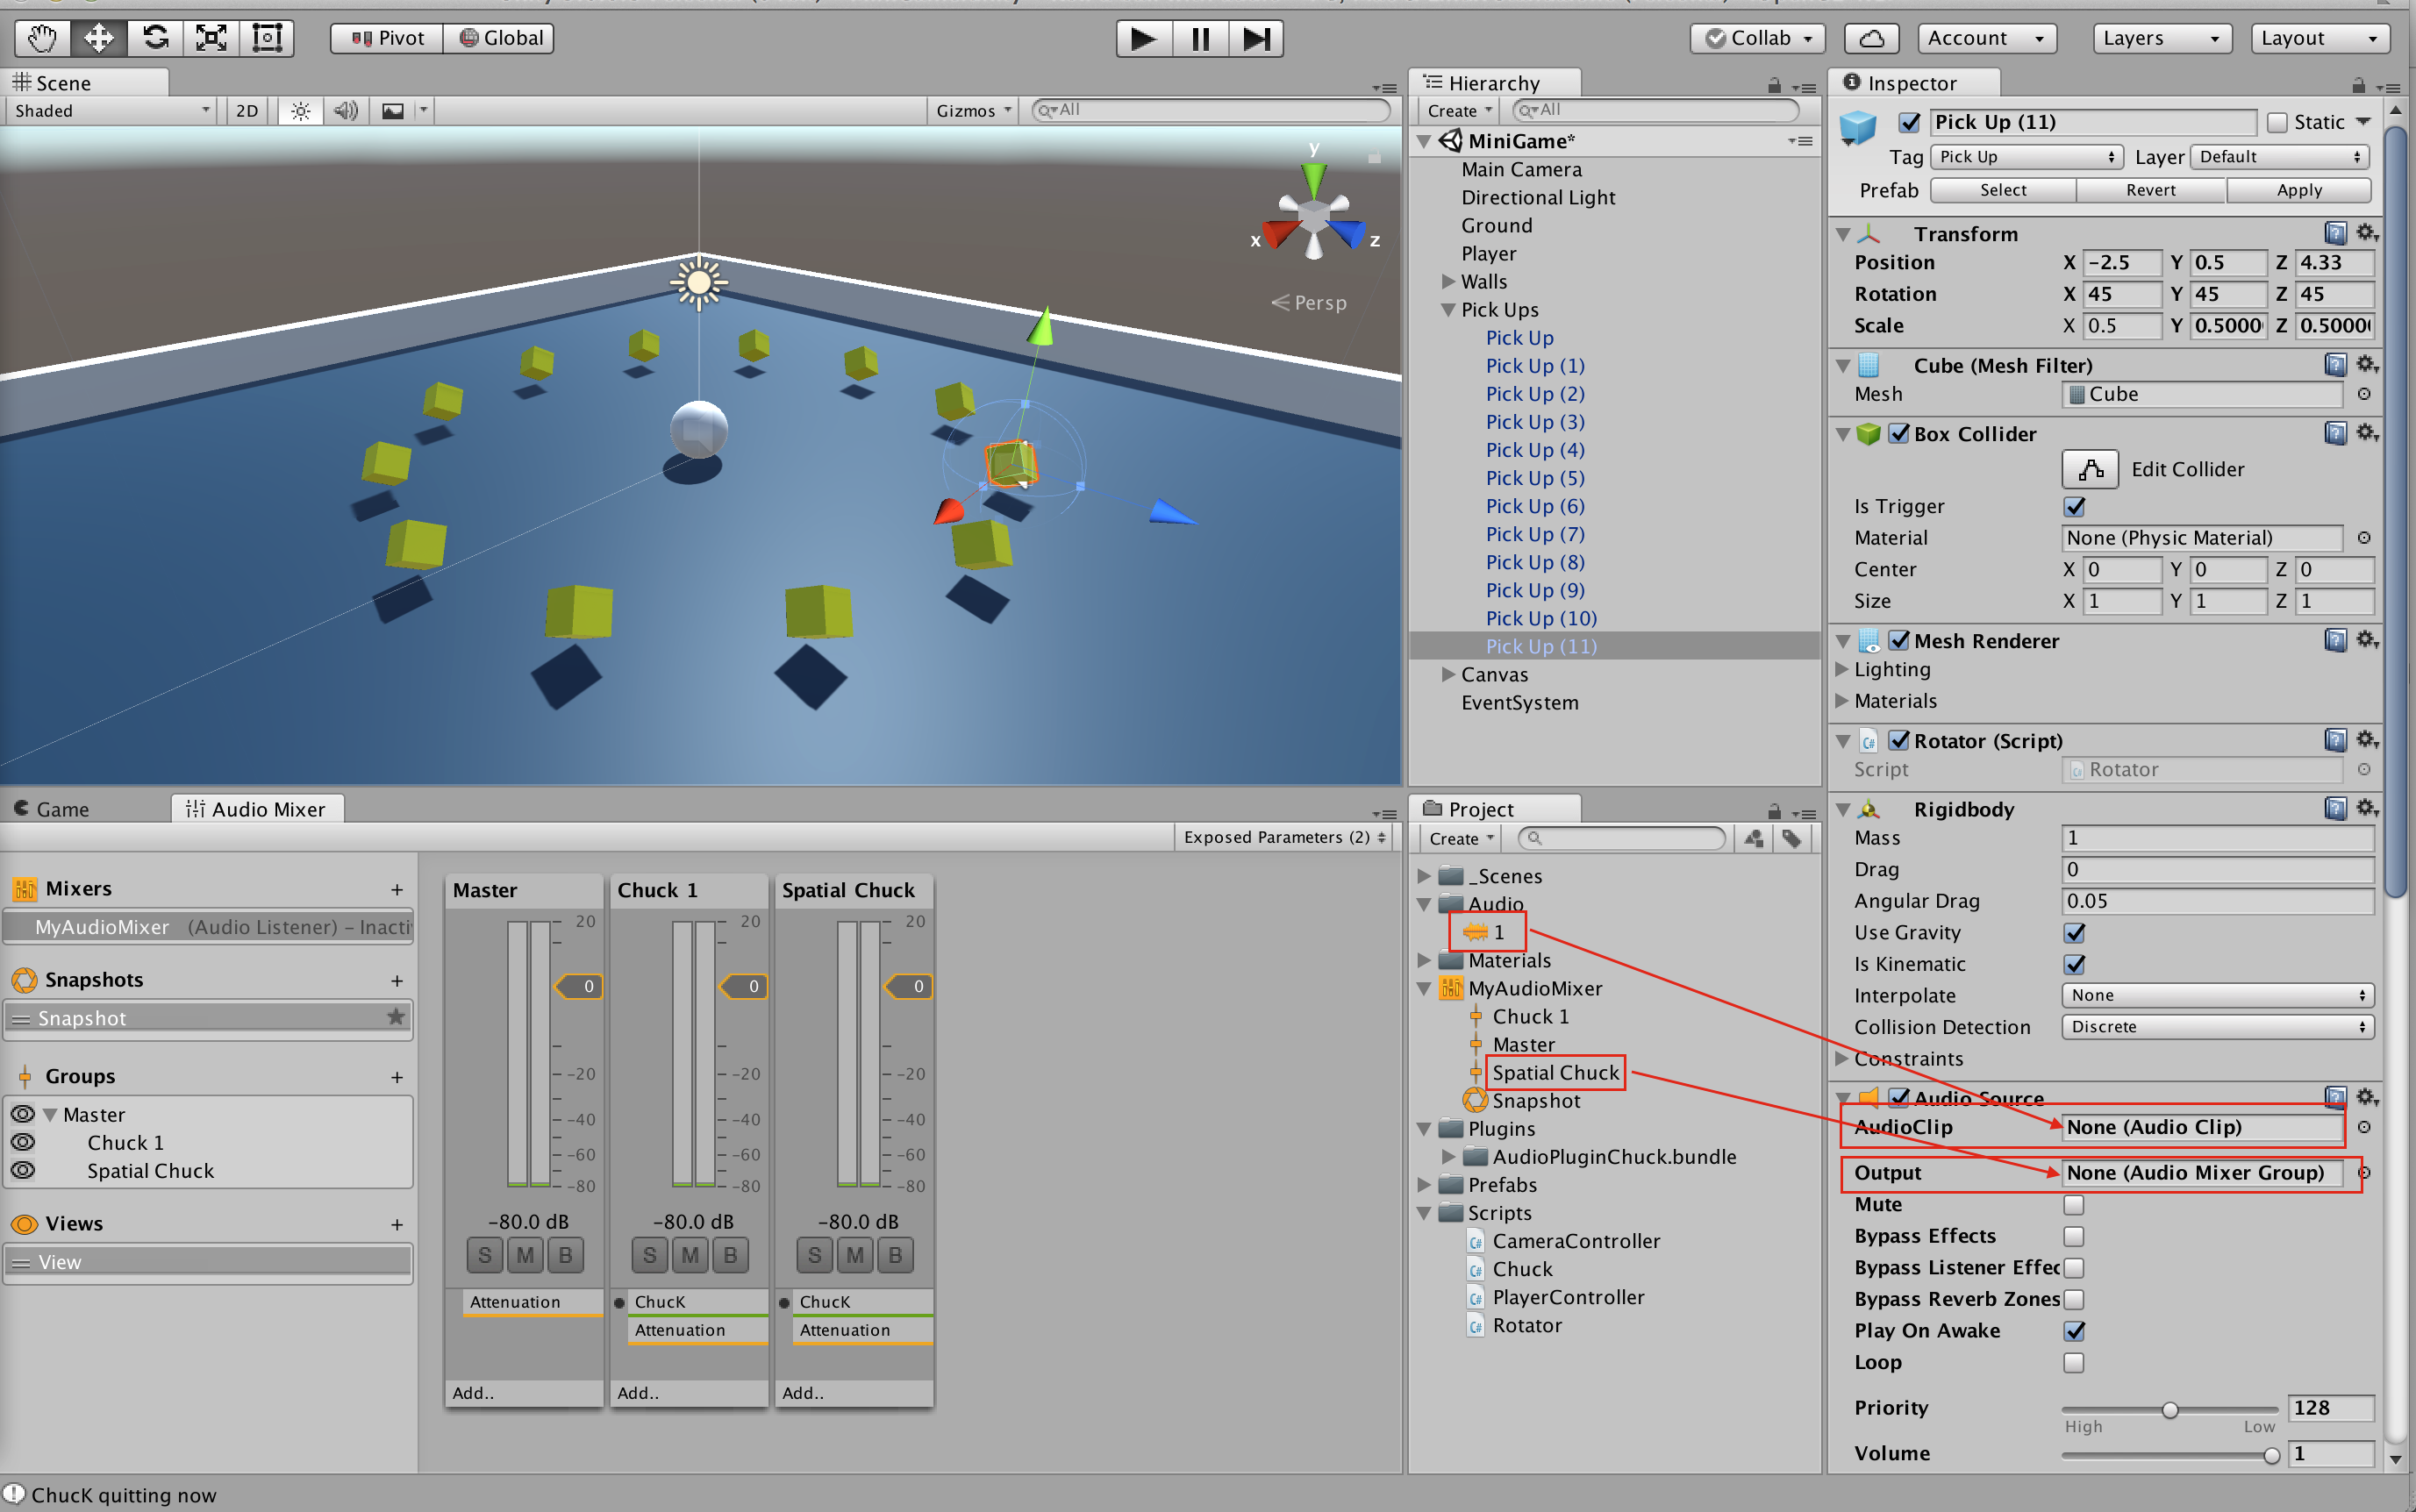 Pivot Global Collab Account Layers Layout
Scene
Shaded 2D Gizmos All
y
x z
Persp
Hierarchy
Create All
MiniGame*
Main Camera
Directional Light
Ground
Player
Walls
Pick Ups
Pick Up
Pick Up (1)
Pick Up (2)
Pick Up (3)
Pick Up (4)
Pick Up (5)
Pick Up (6)
Pick Up (7)
Pick Up (8)
Pick Up (9)
Pick Up (10)
Pick Up (11)
Canvas
EventSystem
Inspector
Pick Up (11) Static
Tag Pick Up Layer Default
Prefab Select Revert Apply
Transform
Position X -2.5 Y 0.5 Z 4.33
Rotation X 45 Y 45 Z 45
Scale X 0.5 Y 0.5000 Z 0.5000
Cube (Mesh Filter)
Mesh Cube
Box Collider
Edit Collider
Is Trigger
Material None (Physic Material)
Center X 0 Y 0 Z 0
Size X 1 Y 1 Z 1
Mesh Renderer
Lighting
Materials
Rotator (Script)
Script C# Rotator
Rigidbody
Mass 1
Drag 0
Angular Drag 0.05
Use Gravity
Is Kinematic
Interpolate None
Collision Detection Discrete
Constraints
Audio Source
AudioClip None (Audio Clip)
Output None (Audio Mixer Group)
Mute
Bypass Effects
Bypass Listener Effec
Bypass Reverb Zones
Play On Awake
Loop
Priority 128
High Low
Volume 1
Game Audio Mixer
Exposed Parameters (2)
Mixers +
MyAudioMixer (Audio Listener) – Inacti
Snapshots +
Snapshot
Groups +
Master
Chuck 1
Spatial Chuck
Views +
View
Master Chuck 1 Spatial Chuck
20 20 20
0 0 0
-20 -20 -20
-40 -40 -40
-60 -60 -60
-80 -80 -80
-80.0 dB -80.0 dB -80.0 dB
S M B S M B S M B
Attenuation ChucK ChucK
Attenuation Attenuation
Add.. Add.. Add..
Project
Create
_Scenes
Audio
1
Materials
MyAudioMixer
Chuck 1
Master
Spatial Chuck
Snapshot
Plugins
AudioPluginChuck.bundle
Prefabs
Scripts
C# CameraController
C# Chuck
C# PlayerController
C# Rotator
ChucK quitting now